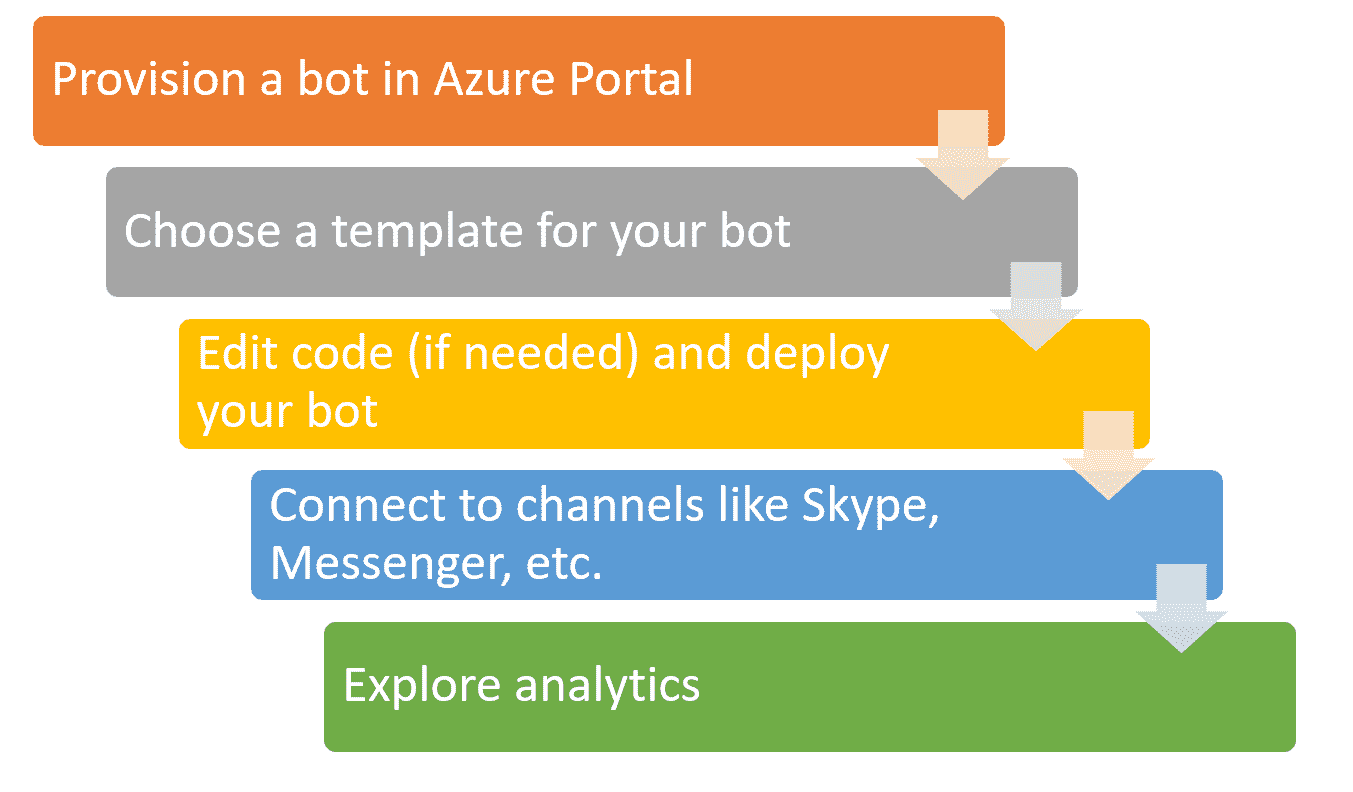 Provision a bot in Azure Portal
Choose a template for your bot
Edit code (if needed) and deploy
your bot
Connect to channels like Skype,
Messenger, etc.
Explore analytics